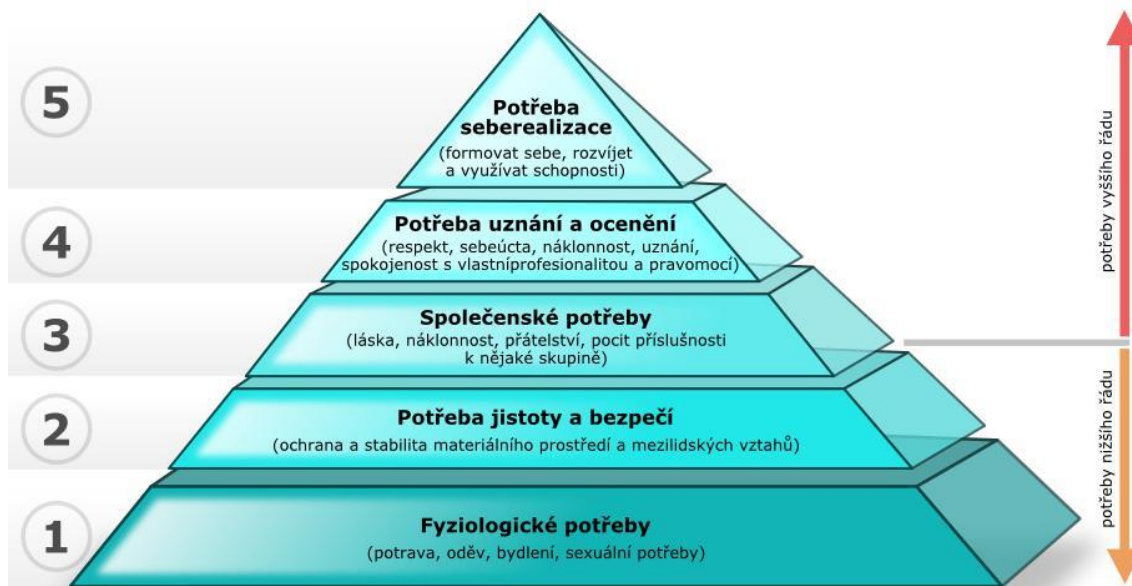 5
Potřeba
seberealizace
(formovat sebe, rozvíjet
a využívat schopnosti)
4
Potřeba uznání a ocenění
(respekt, sebeúcta, náklonnost, uznání,
spokojenost s vlastníprofesionalitou a pravomocí)
3
Společenské potřeby
(láska, náklonnost, přátelství, pocit příslušnosti
k nějaké skupině)
2
Potřeba jistoty a bezpečí
(ochrana a stabilita materiálního prostředí a mezilidských vztahů)
1
Fyziologické potřeby
(potrava, oděv, bydlení, sexuální potřeby)
potřeby vyššího řádu
potřeby nižšího řádu